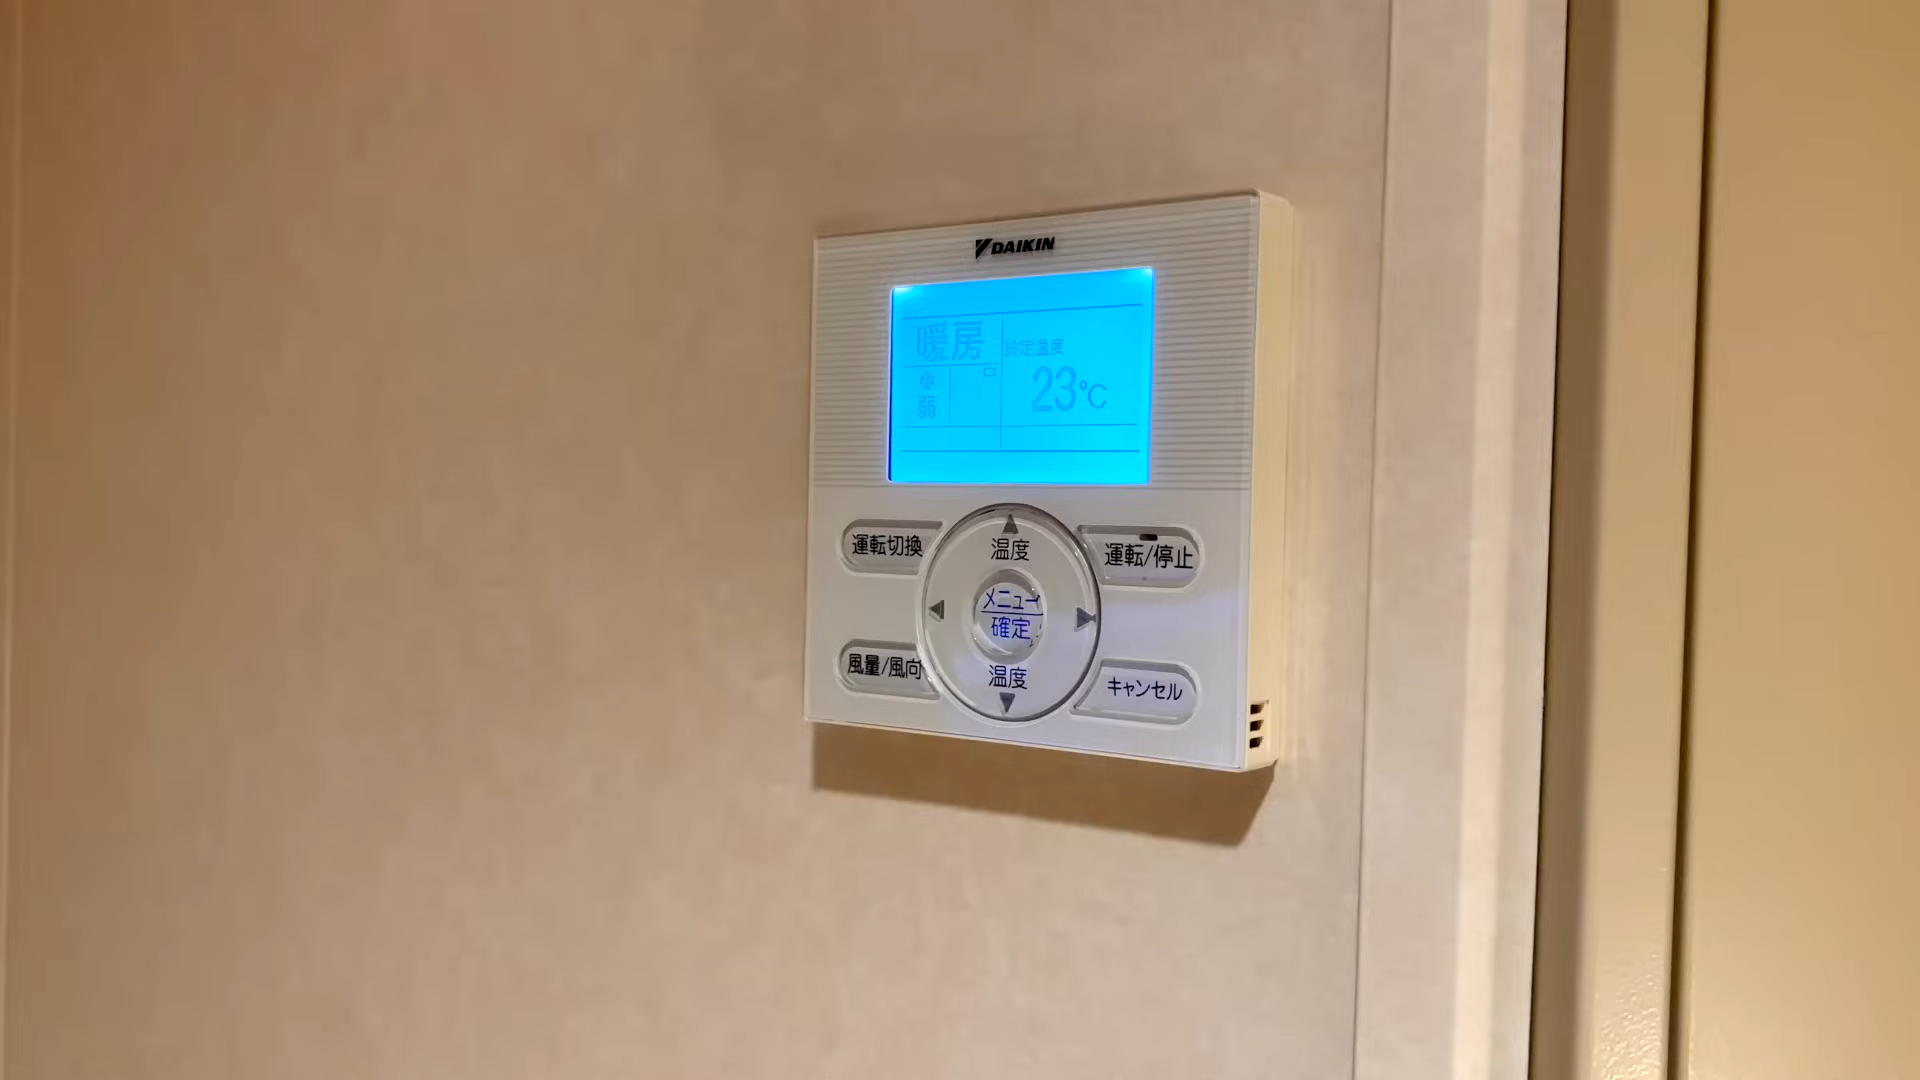 DAIKIN
暖房
設定温度
弱
23°C
運転切換
温度
運転/停止
メニュー
確定
風量/風向
温度
キャンセル